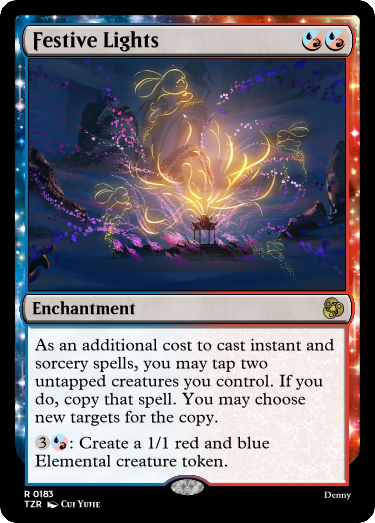 Festive Lights
Enchantment
As an additional cost to cast instant and
sorcery spells, you may tap two
untapped creatures you control. If you
do, copy that spell. You may choose
new targets for the copy.
3: Create a 1/1 red and blue
Elemental creature token.
R 0183
TZR Cui Yujie
Denny